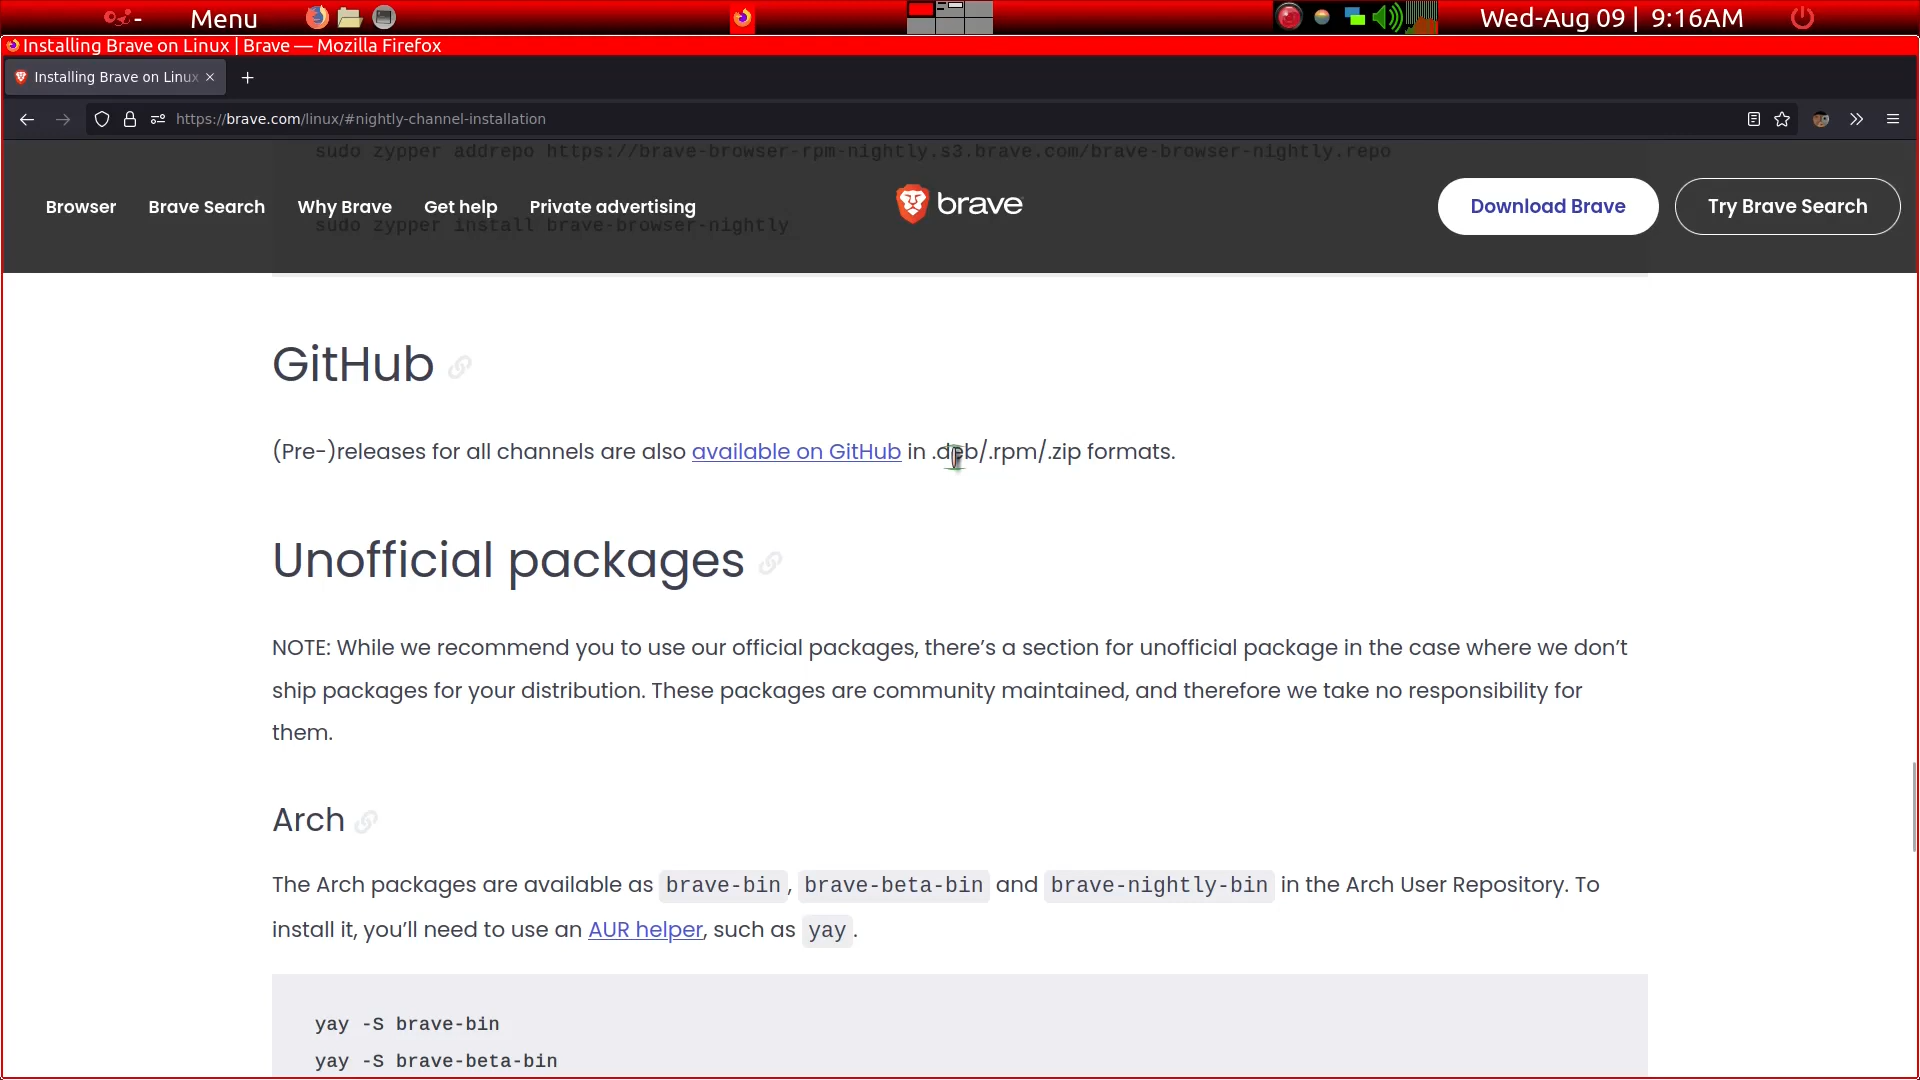 Menu
Wed-Aug 09 | 9:16AM
Installing Brave on Linux | Brave — Mozilla Firefox
Installing Brave on Linux
https://brave.com/linux/#nightly-channel-installation
sudo zypper addrepo https://brave-browser-rpm-nightly.s3.brave.com/brave-browser-nightly.repo
Browser Brave Search Why Brave Get help Private advertising brave Download Brave Try Brave Search
sudo zypper install brave-browser-nightly
GitHub
(Pre-)releases for all channels are also available on GitHub in .deb/.rpm/.zip formats.
Unofficial packages
NOTE: While we recommend you to use our official packages, there’s a section for unofficial package in the case where we don’t
ship packages for your distribution. These packages are community maintained, and therefore we take no responsibility for
them.
Arch
The Arch packages are available as brave-bin, brave-beta-bin and brave-nightly-bin in the Arch User Repository. To
install it, you’ll need to use an AUR helper, such as yay.
yay -S brave-bin
yay -S brave-beta-bin